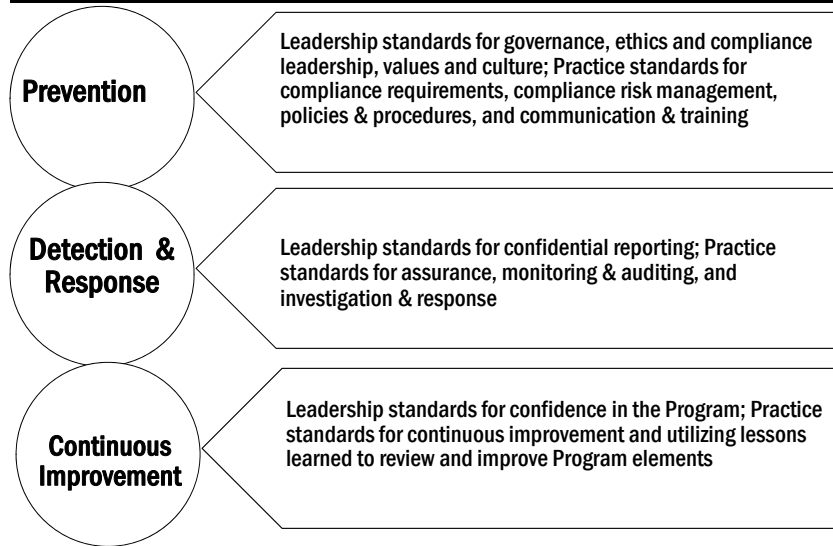 Prevention
Leadership standards for governance, ethics and compliance
leadership, values and culture; Practice standards for
compliance requirements, compliance risk management,
policies & procedures, and communication & training
Detection &
Response
Leadership standards for confidential reporting; Practice
standards for assurance, monitoring & auditing, and
investigation & response
Continuous
Improvement
Leadership standards for confidence in the Program; Practice
standards for continuous improvement and utilizing lessons
learned to review and improve Program elements